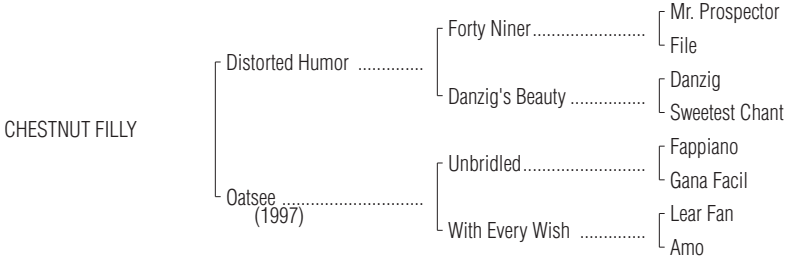 Mr. Prospector
Forty Niner........................
File
Distorted Humor ..............
Danzig
Danzig's Beauty ................
Sweetest Chant
CHESTNUT FILLY
Fappiano
Unbridled..........................
Gana Facil
Oatsee ..............................
(1997)
Lear Fan
With Every Wish ..............
Amo